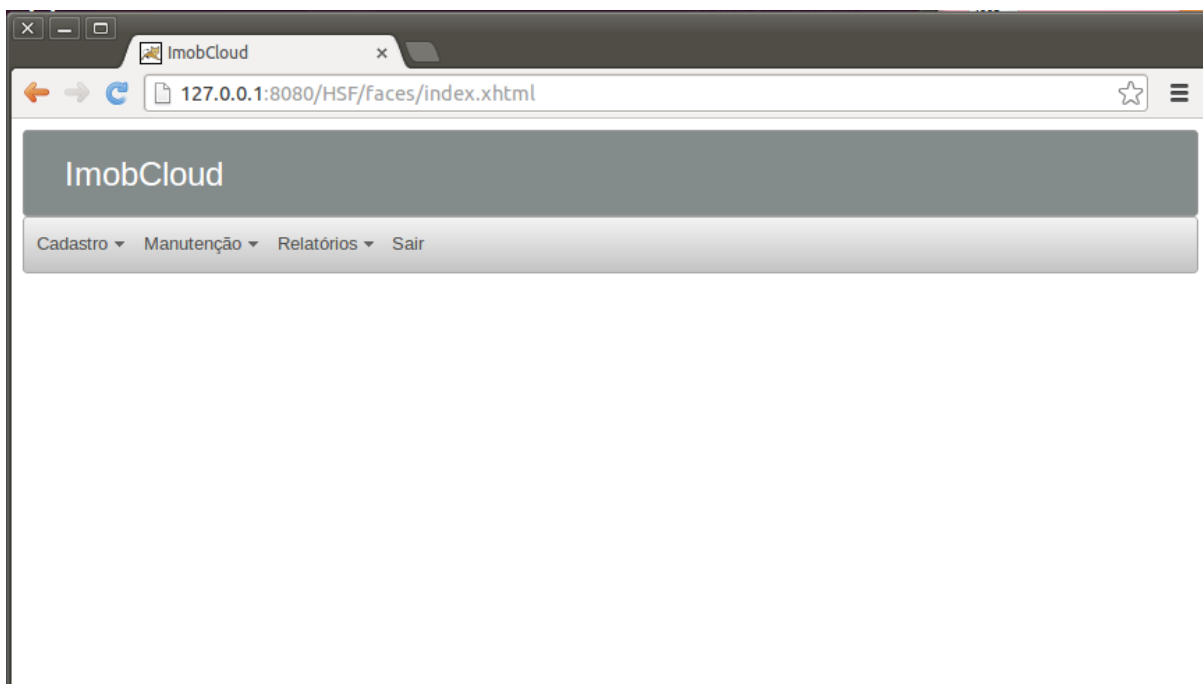 ImobCloud
127.0.0.1:8080/HSF/faces/index.xhtml
ImobCloud
Cadastro Manutenção Relatórios Sair